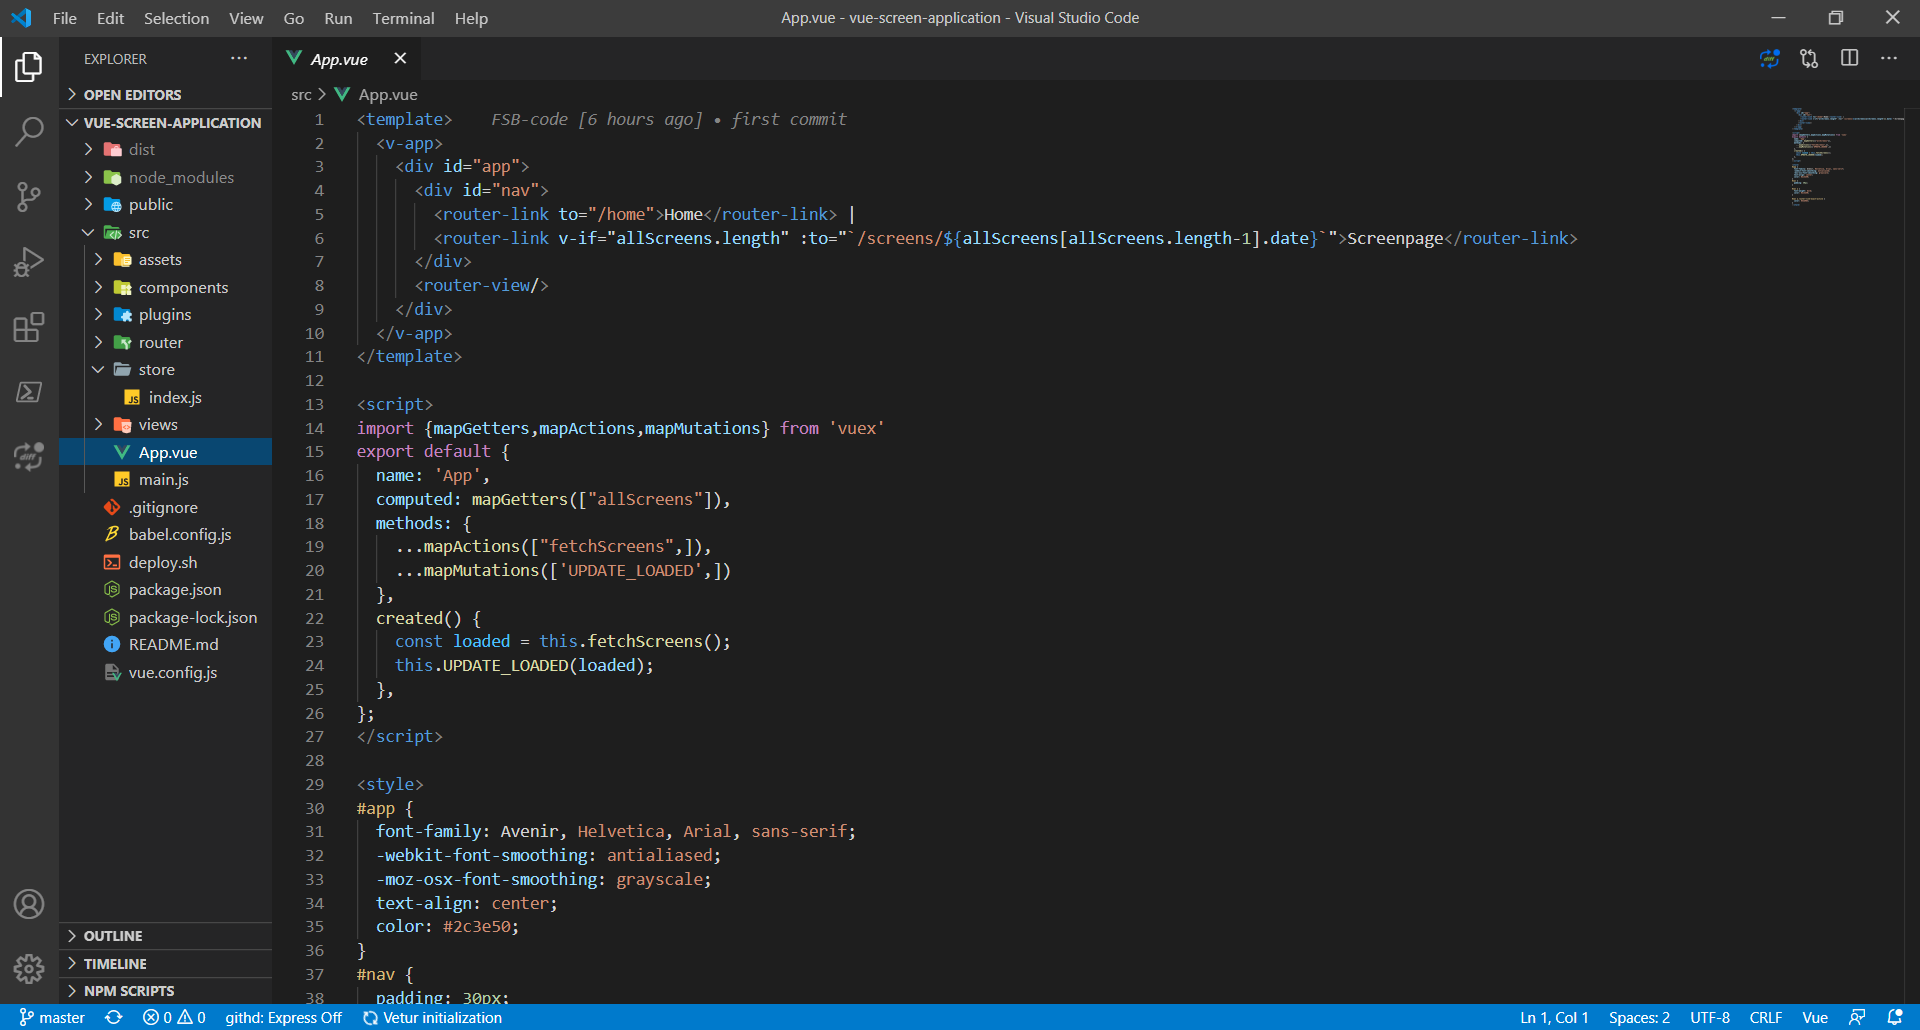 File Edit Selection View Go Run Terminal Help
App.vue - vue-screen-application - Visual Studio Code
EXPLORER
OPEN EDITORS
VUE-SCREEN-APPLICATION
dist
node_modules
public
src
assets
components
plugins
router
store
index.js
views
App.vue
main.js
.gitignore
babel.config.js
deploy.sh
package.json
package-lock.json
README.md
vue.config.js
OUTLINE
TIMELINE
NPM SCRIPTS
App.vue
src > App.vue
1 <template> FSB-code [6 hours ago] • first commit
2 <v-app>
3 <div id="app">
4 <div id="nav">
5 <router-link to="/home">Home</router-link> |
6 <router-link v-if="allScreens.length" :to="`/screens/${allScreens[allScreens.length-1].date}`">Screenpage</router-link>
7 </div>
8 <router-view/>
9 </div>
10 </v-app>
11 </template>
12
13 <script>
14 import {mapGetters,mapActions,mapMutations} from 'vuex'
15 export default {
16 name: 'App',
17 computed: mapGetters(["allScreens"]),
18 methods: {
19 ...mapActions(["fetchScreens",]),
20 ...mapMutations(['UPDATE_LOADED',])
21 },
22 created() {
23 const loaded = this.fetchScreens();
24 this.UPDATE_LOADED(loaded);
25 },
26 };
27 </script>
28
29 <style>
30 #app {
31 font-family: Avenir, Helvetica, Arial, sans-serif;
32 -webkit-font-smoothing: antialiased;
33 -moz-osx-font-smoothing: grayscale;
34 text-align: center;
35 color: #2c3e50;
36 }
37 #nav {
38 padding: 30px;
master 0 0 githd: Express Off Vetur initialization
Ln 1, Col 1 Spaces: 2 UTF-8 CRLF Vue